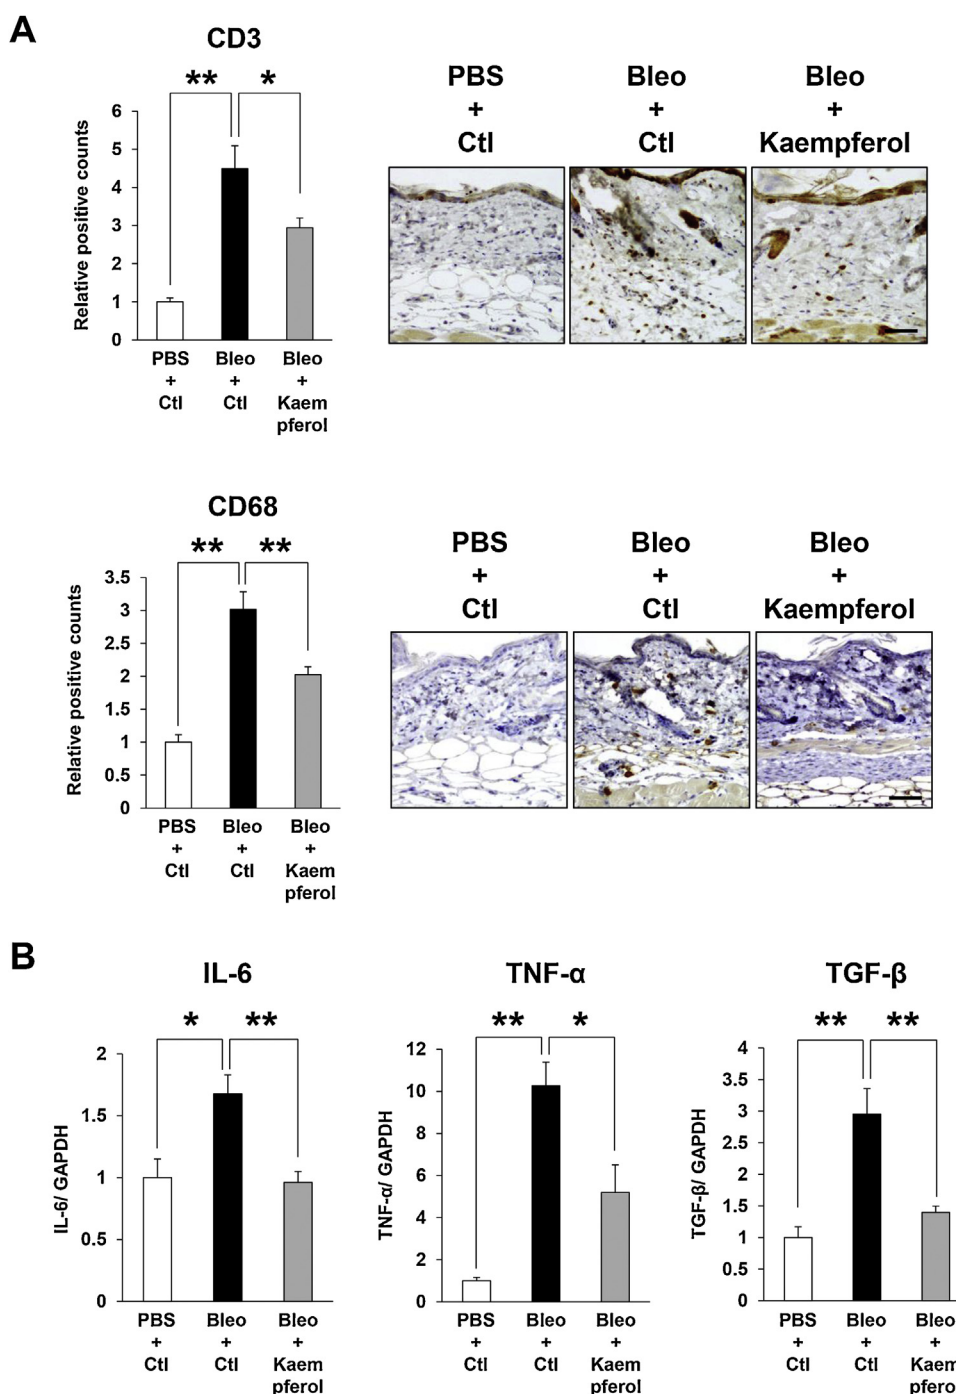 A
CD3
** *
Relative positive counts
6
5
4
3
2
1
0
PBS
+
Ctl
Bleo
+
Ctl
Bleo
+
Kaem
pferol
PBS
+
Ctl
Bleo
+
Ctl
Bleo
+
Kaempferol
CD68
** **
Relative positive counts
3.5
3
2.5
2
1.5
1
0.5
0
PBS
+
Ctl
Bleo
+
Ctl
Bleo
+
Kaem
pferol
PBS
+
Ctl
Bleo
+
Ctl
Bleo
+
Kaempferol
B
IL-6
* **
IL-6/ GAPDH
2
1.5
1
0.5
0
PBS
+
Ctl
Bleo
+
Ctl
Bleo
+
Kaem
pferol
TNF-α
** *
TNF-α/ GAPDH
12
10
8
6
4
2
0
PBS
+
Ctl
Bleo
+
Ctl
Bleo
+
Kaem
pferol
TGF-β
** **
TGF-β/ GAPDH
4
3.5
3
2.5
2
1.5
1
0.5
0
PBS
+
Ctl
Bleo
+
Ctl
Bleo
+
Kaem
pferol